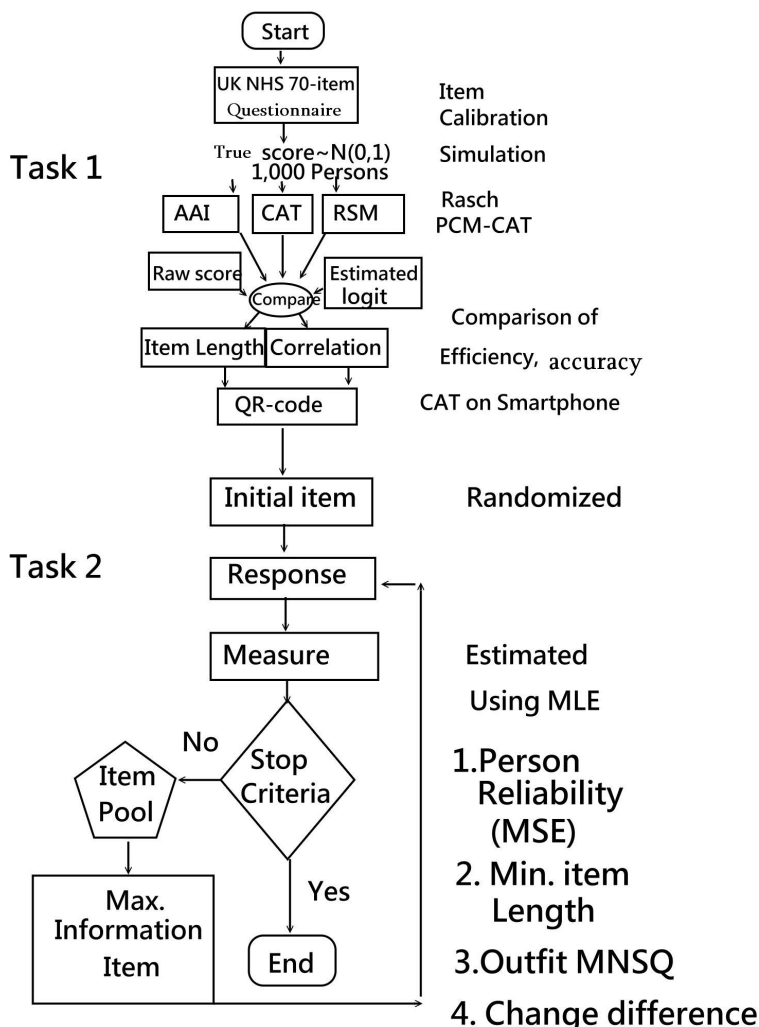 Start
UK NHS 70-item
Questionnaire
Item
Calibration
True score~N(0,1)
1,000 Persons
Simulation
Task 1
AAI
CAT
RSM
Rasch
PCM-CAT
Raw score
Compare
Estimated
logit
Item Length
Correlation
Comparison of
Efficiency, accuracy
QR-code
CAT on Smartphone
Initial item
Randomized
Task 2
Response
Measure
Estimated
Using MLE
No
Stop
Criteria
Item
Pool
1.Person
Reliability
(MSE)
Max.
Information
Item
Yes
2. Min. item
Length
End
3.Outfit MNSQ
4. Change difference